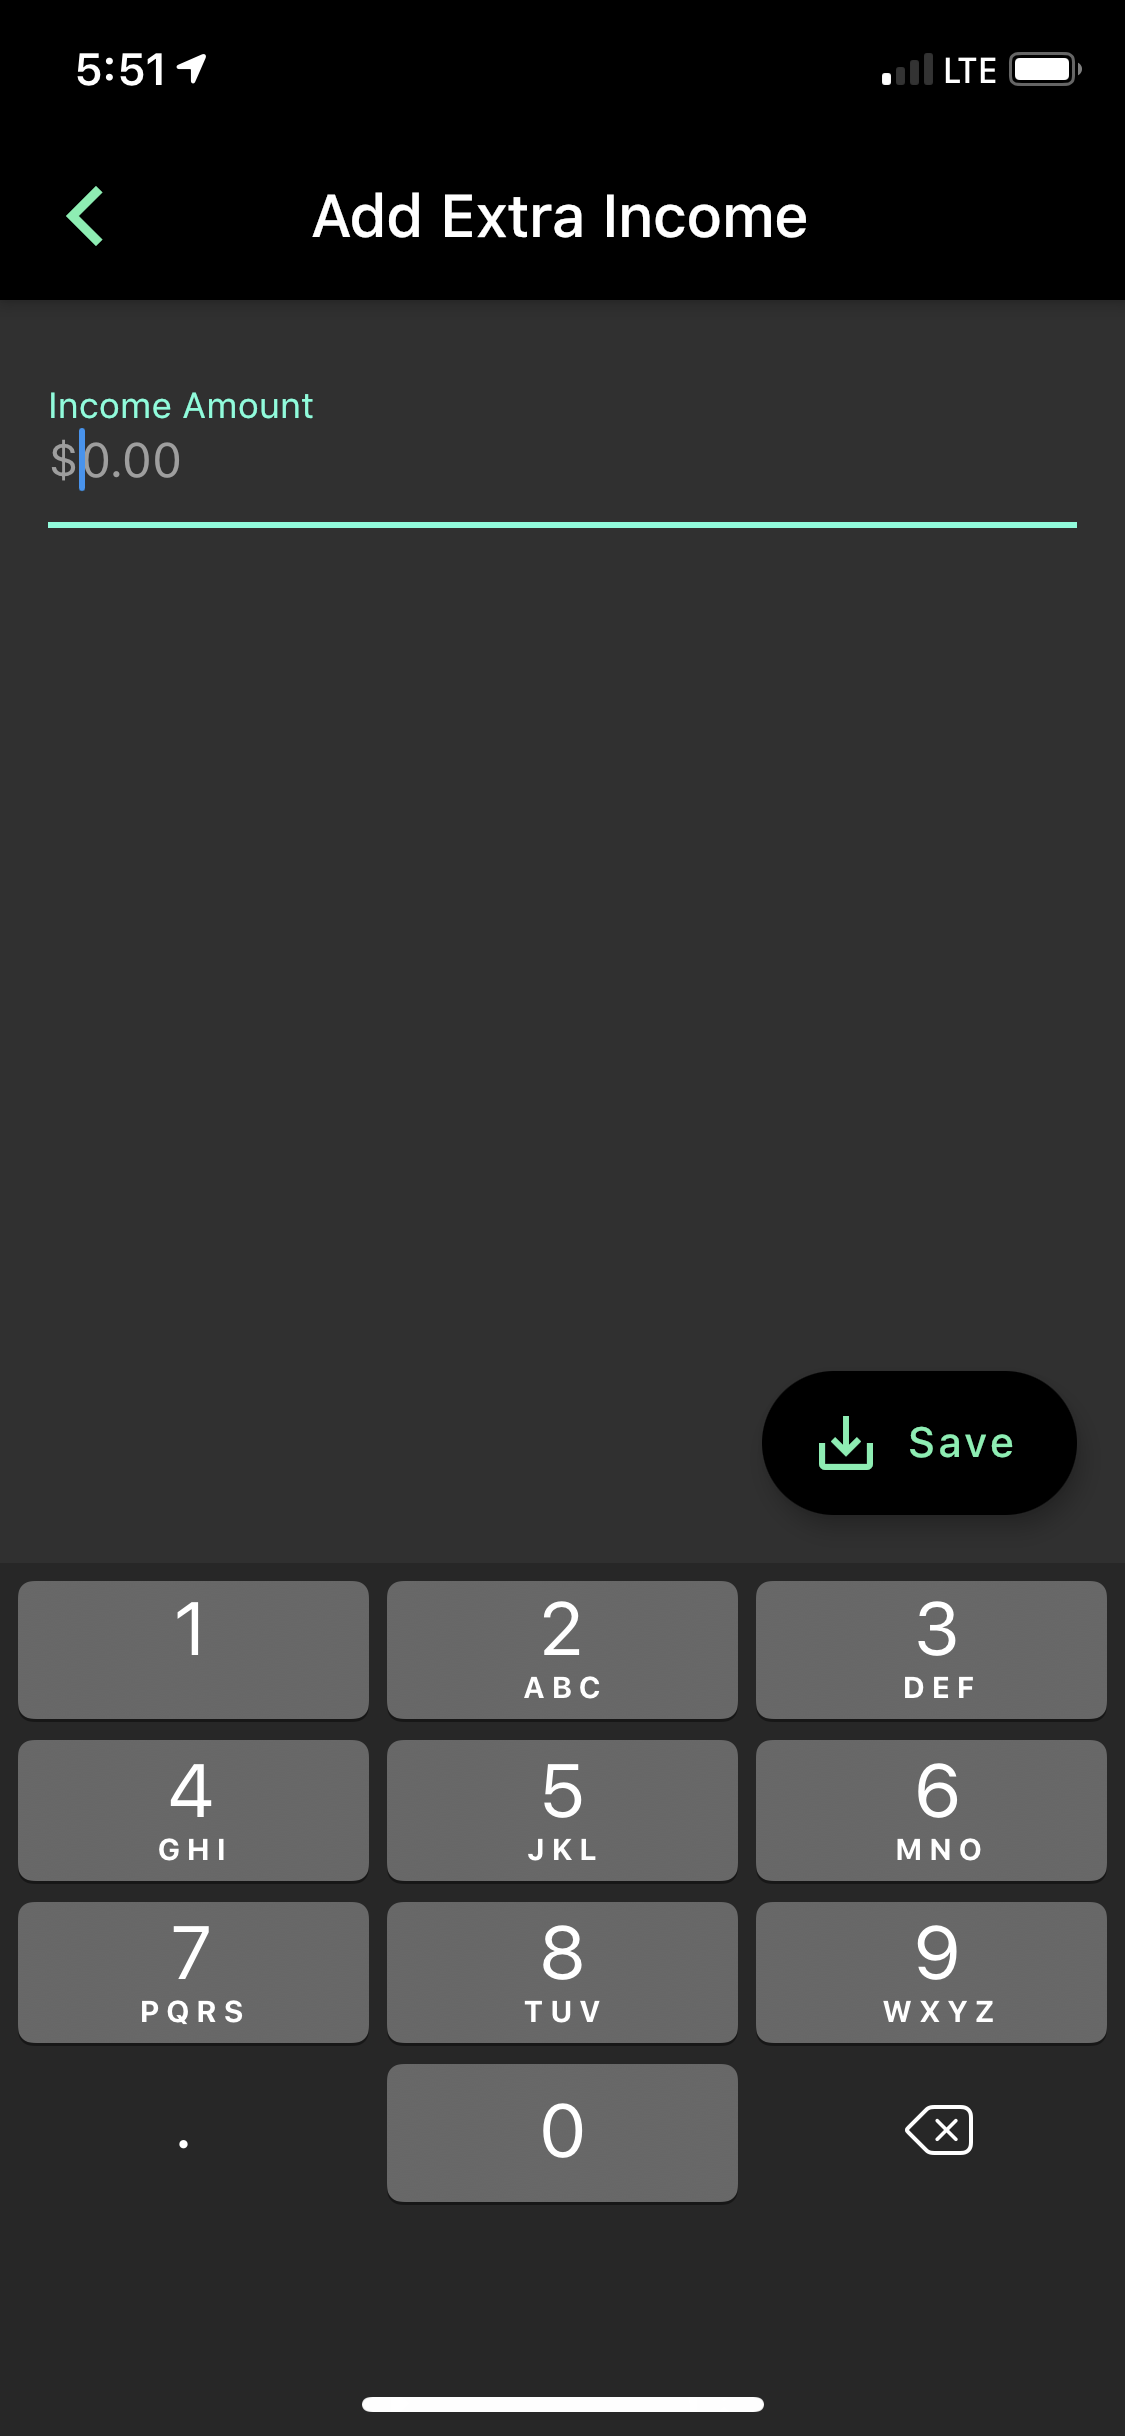 5:51 LTE
Add Extra Income
Income Amount
$0.00
Save
1 2 3
ABC DEF
4 5 6
GHI JKL MNO
7 8 9
PQRS TUV WXYZ
. 0